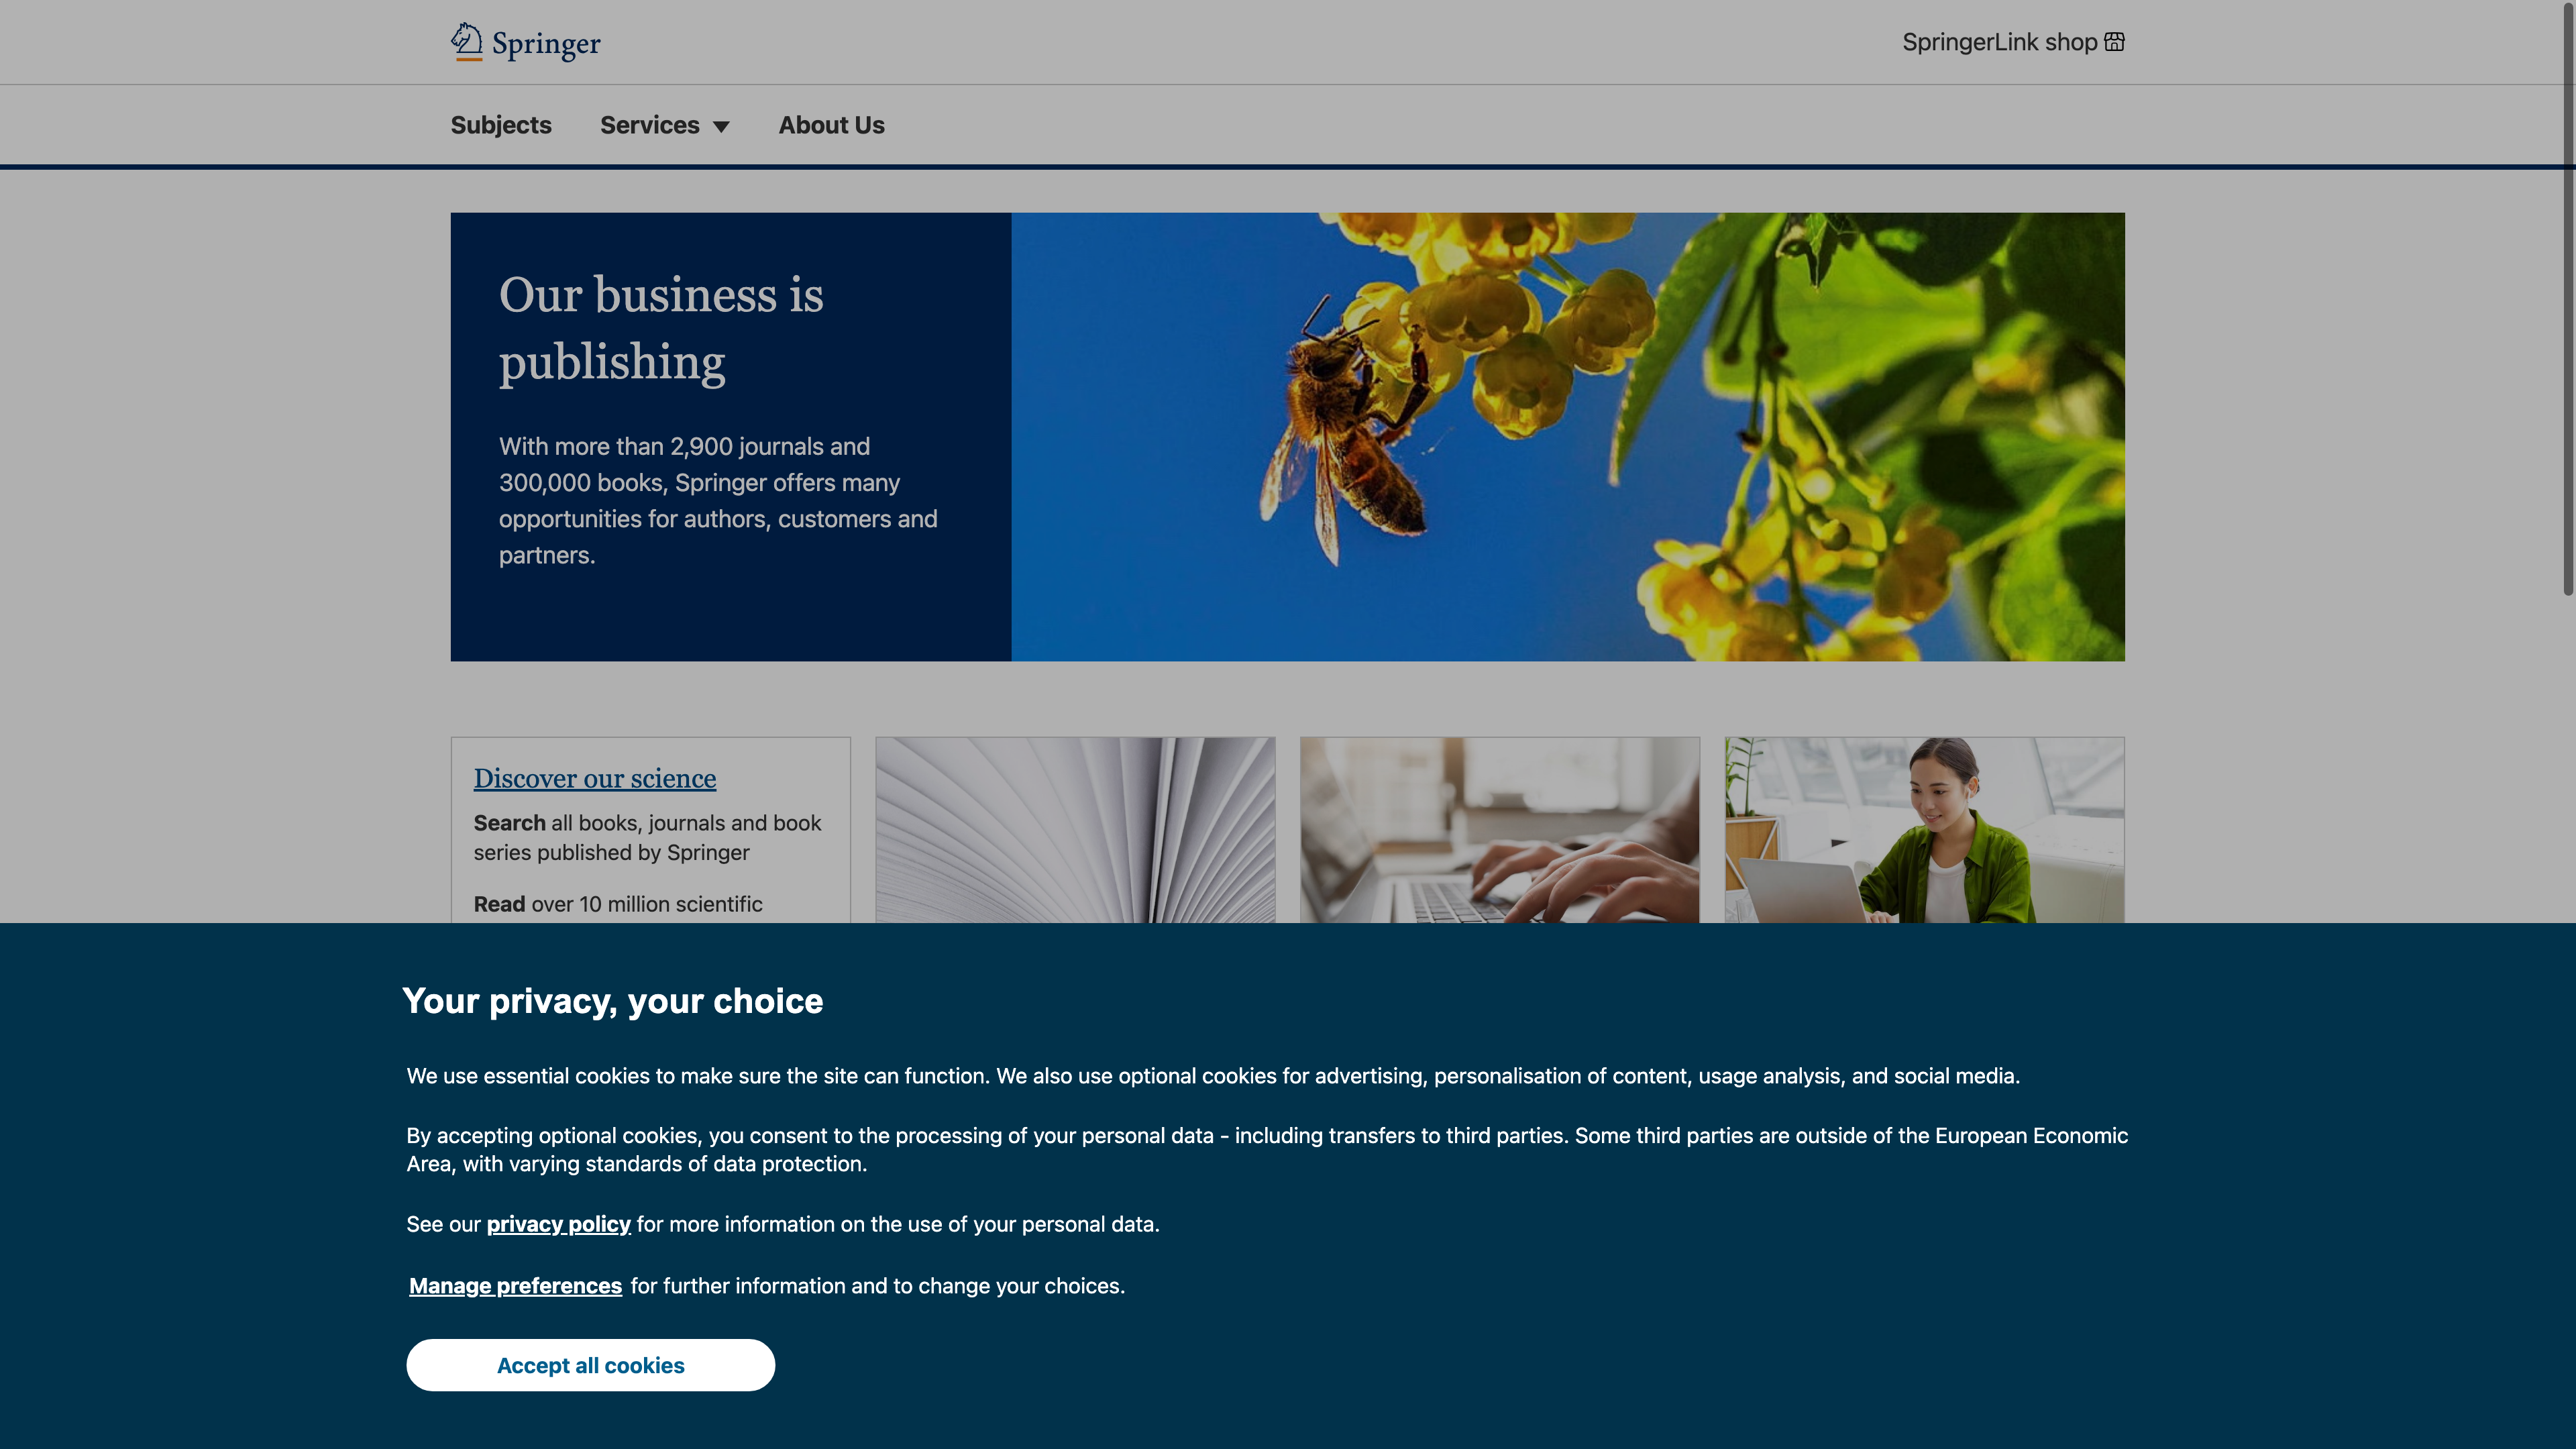 Springer
SpringerLink shop
Subjects
Services
About Us
Our business is
publishing
With more than 2,900 journals and
300,000 books, Springer offers many
opportunities for authors, customers and
partners.
Discover our science
Search all books, journals and book
series published by Springer
Read over 10 million scientific
Your privacy, your choice
We use essential cookies to make sure the site can function. We also use optional cookies for advertising, personalisation of content, usage analysis, and social media.
By accepting optional cookies, you consent to the processing of your personal data - including transfers to third parties. Some third parties are outside of the European Economic
Area, with varying standards of data protection.
See our privacy policy for more information on the use of your personal data.
Manage preferences for further information and to change your choices.
Accept all cookies